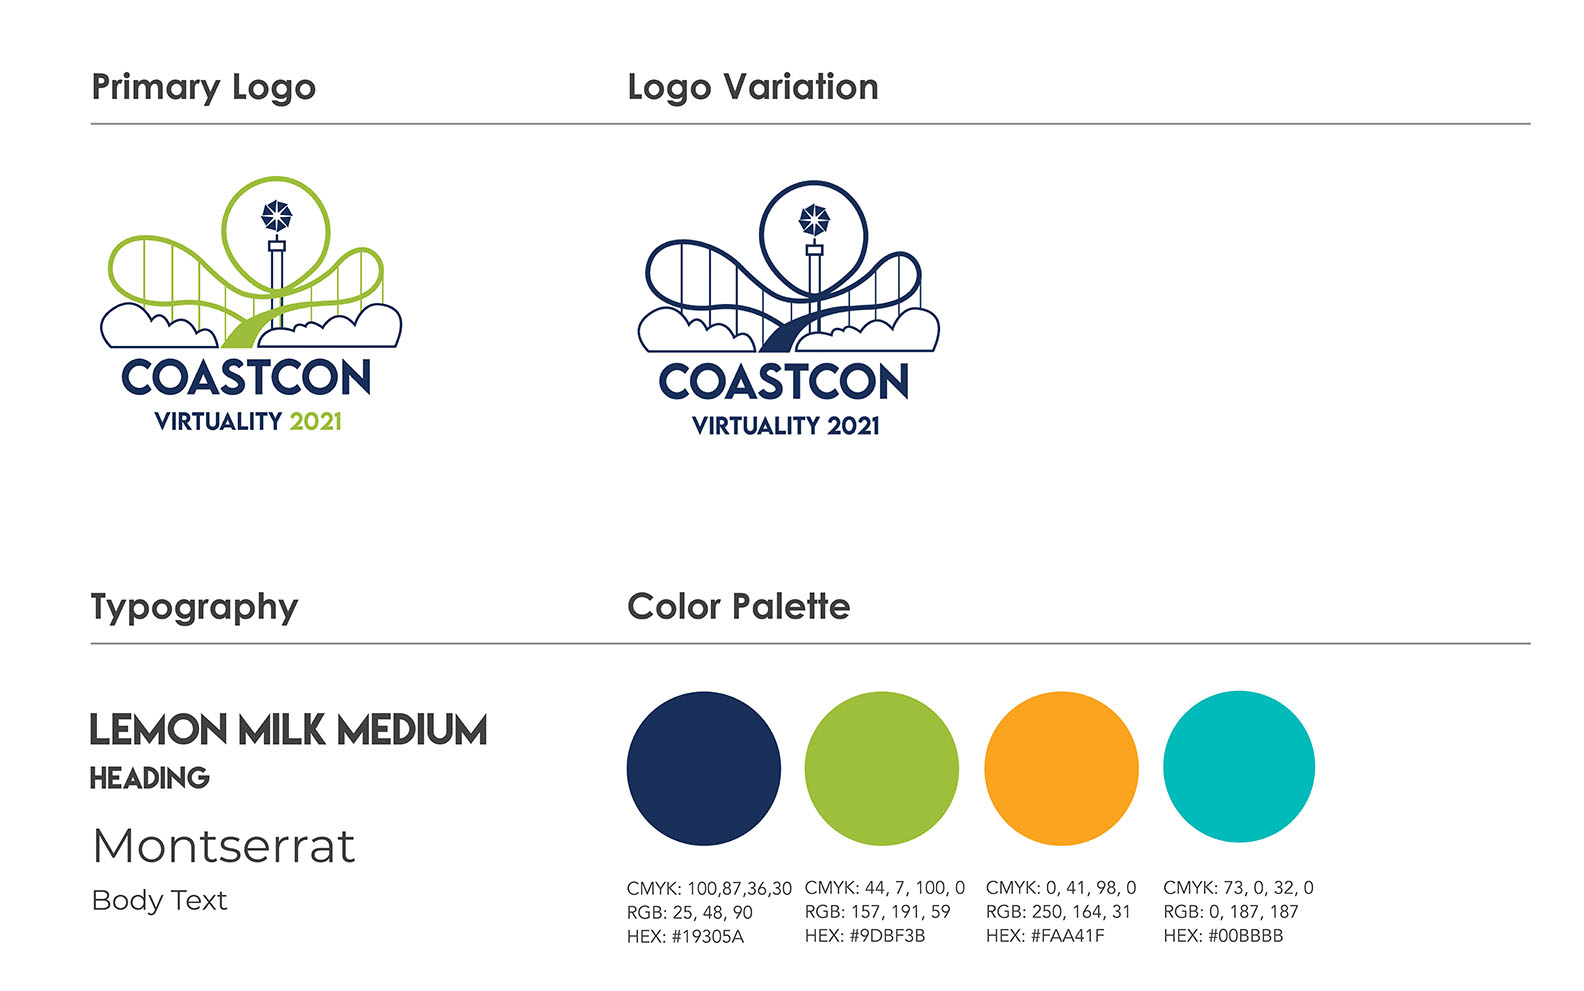 Primary Logo
Logo Variation
COASTCON
VIRTUALITY 2021
COASTCON
VIRTUALITY 2021
Typography
Color Palette
LEMON MILK MEDIUM
HEADING
Montserrat
Body Text
CMYK: 100,87,36,30
RGB: 25, 48, 90
HEX: #19305A
CMYK: 44, 7, 100, 0
RGB: 157, 191, 59
HEX: #9DBF3B
CMYK: 0, 41, 98, 0
RGB: 250, 164, 31
HEX: #FAA41F
CMYK: 73, 0, 32, 0
RGB: 0, 187, 187
HEX: #00BBBB